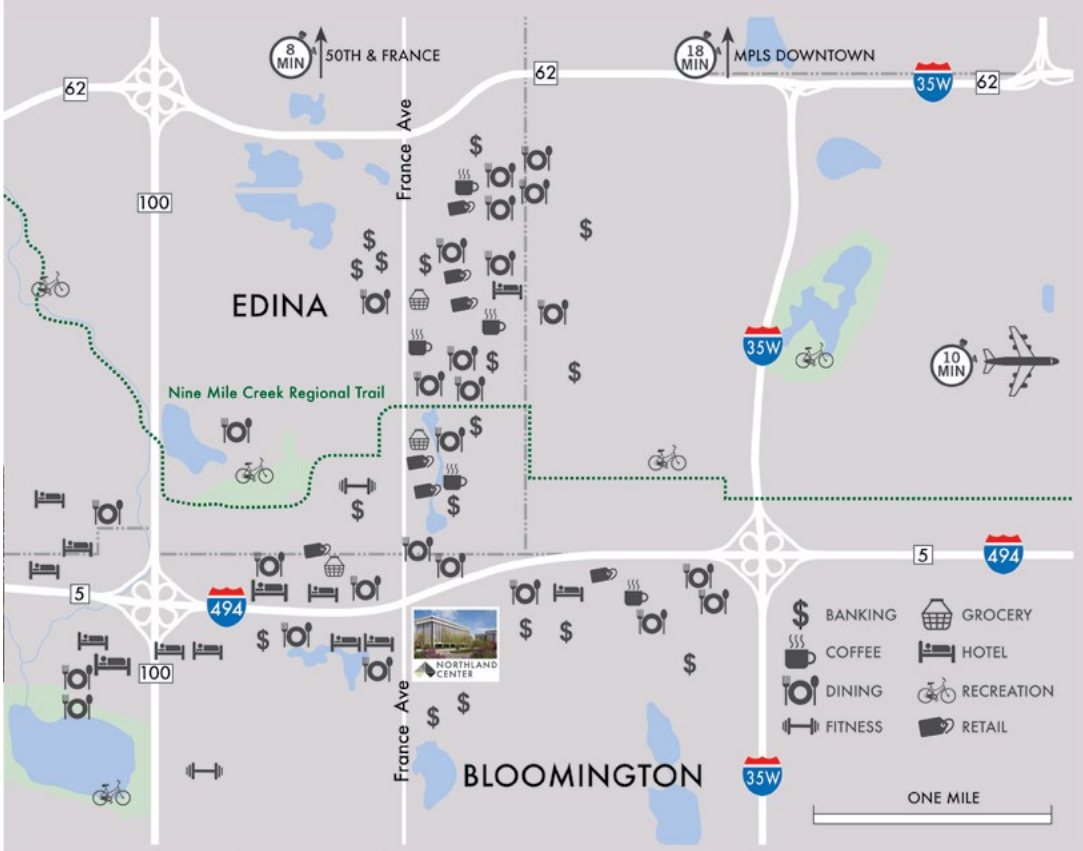 8
MIN
50TH & FRANCE
18
MIN
MPLS DOWNTOWN
62
62
35W
62
France Ave
100
EDINA
35W
10
MIN
Nine Mile Creek Regional Trail
5
494
5
494
$ BANKING
GROCERY
COFFEE
HOTEL
DINING
RECREATION
FITNESS
RETAIL
NORTHLAND
CENTER
100
France Ave
BLOOMINGTON
35W
ONE MILE